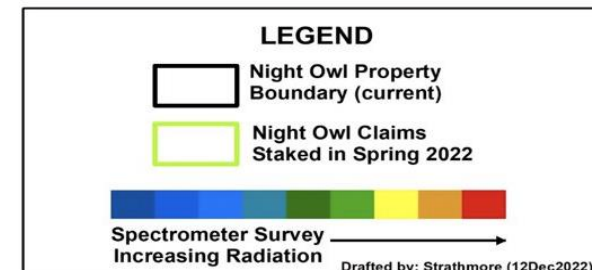 LEGEND
Night Owl Property
Boundary (current)
Night Owl Claims
Staked in Spring 2022
Spectrometer Survey
Increasing Radiation
Drafted by: Strathmore (12Dec2022)